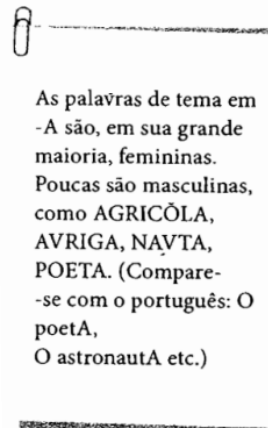 As palavras de tema em
-A são, em sua grande
maioria, femininas.
Poucas são masculinas,
como AGRICŎLA,
AVRIGA, NAVTA,
POETA. (Compare-
-se com o português: O
poetA,
O astronautA etc.)